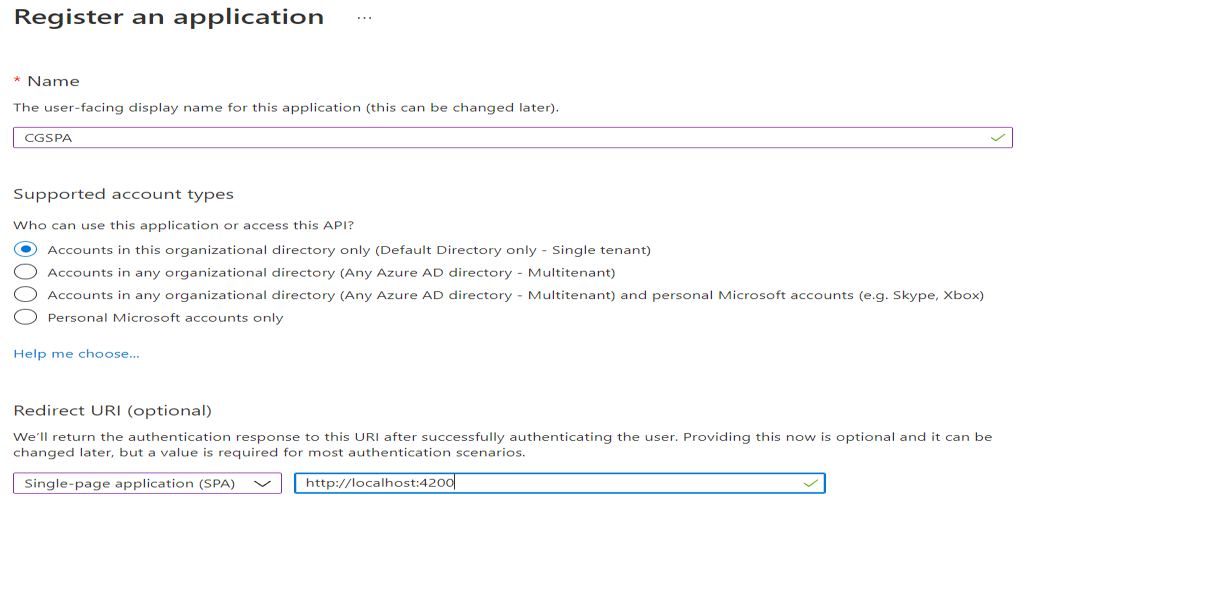 Register an application ...
* Name
The user-facing display name for this application (this can be changed later).
CGSPA
Supported account types
Who can use this application or access this API?
Accounts in this organizational directory only (Default Directory only - Single tenant)
Accounts in any organizational directory (Any Azure AD directory - Multitenant)
Accounts in any organizational directory (Any Azure AD directory - Multitenant) and personal Microsoft accounts (e.g. Skype, Xbox)
Personal Microsoft accounts only
Help me choose...
Redirect URI (optional)
We'll return the authentication response to this URI after successfully authenticating the user. Providing this now is optional and it can be
changed later, but a value is required for most authentication scenarios.
Single-page application (SPA) http://localhost:4200